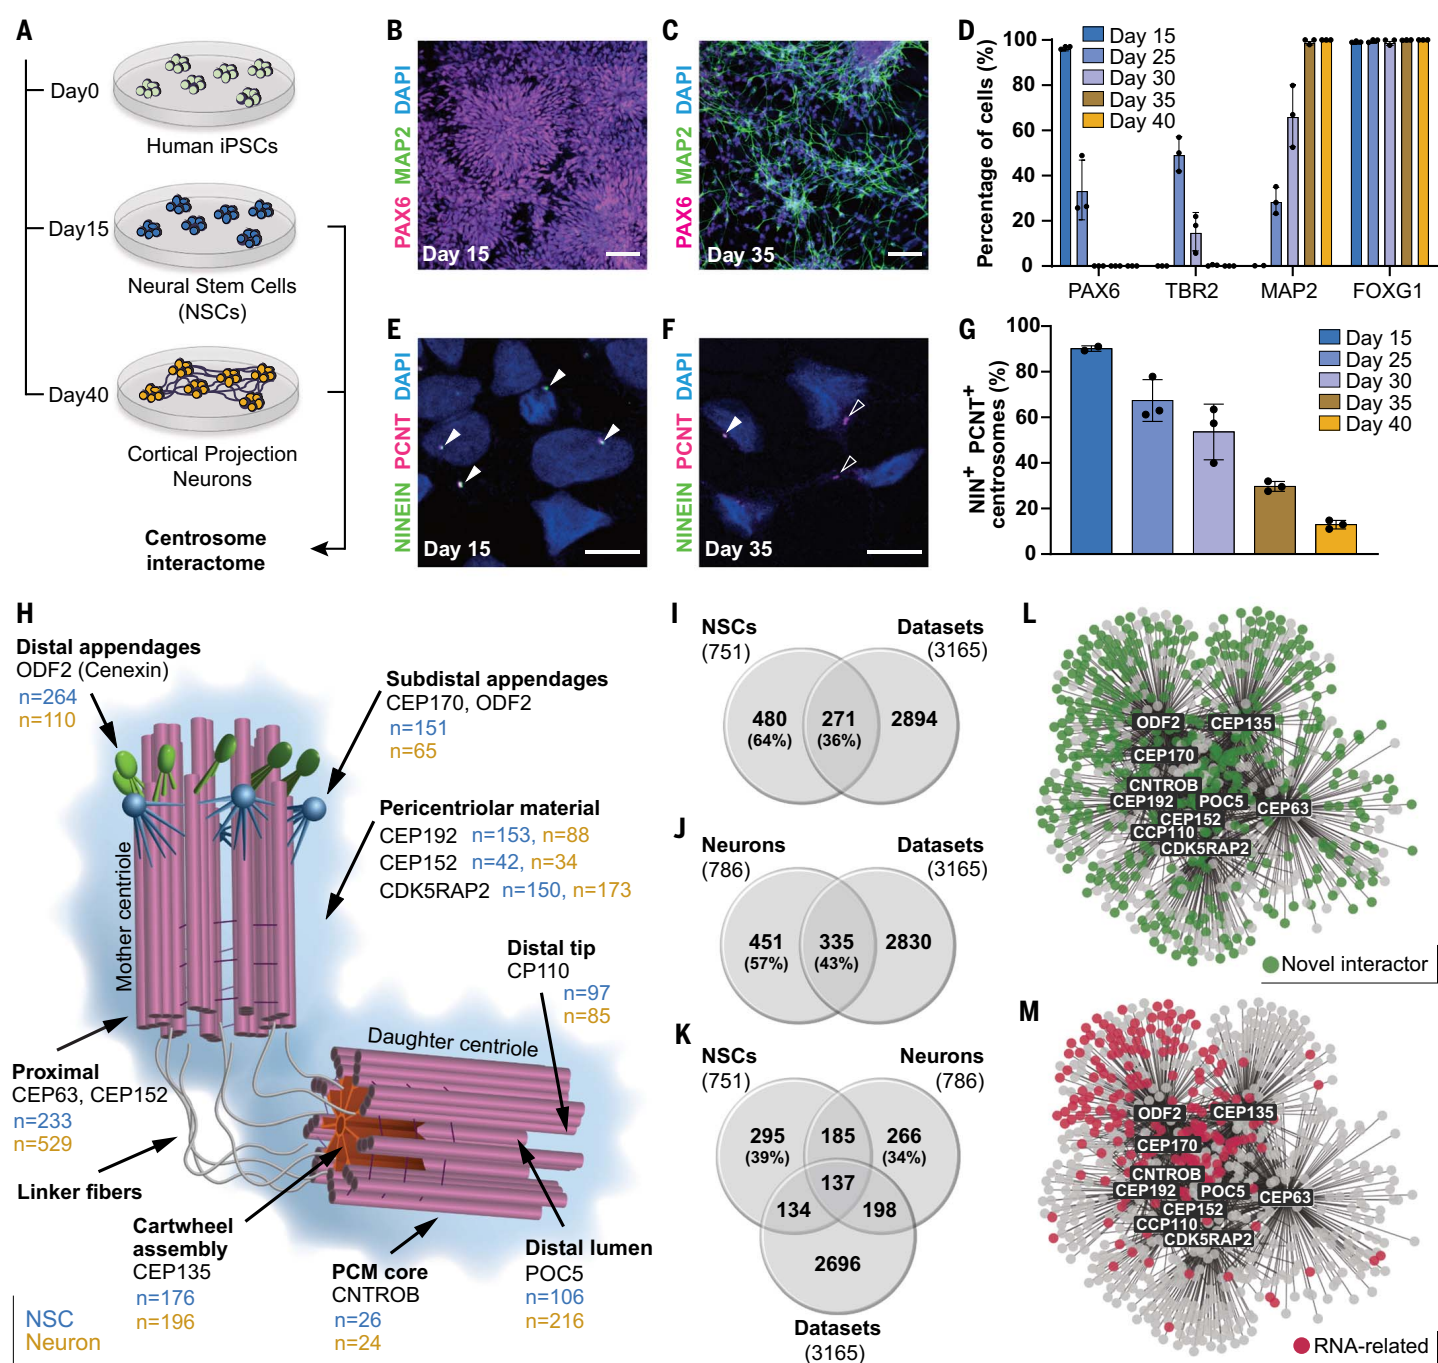 A
Day0
Human iPSCs
Day15
Neural Stem Cells
(NSCs)
Day40
Cortical Projection
Neurons
Centrosome
interactome
B
PAX6 MAP2 DAPI
Day 15
C
PAX6 MAP2 DAPI
Day 35
D
Percentage of cells (%)
100
80
60
40
20
0
Day 15
Day 25
Day 30
Day 35
Day 40
PAX6 TBR2 MAP2 FOXG1
E
NINEIN PCNT DAPI
Day 15
F
NINEIN PCNT DAPI
Day 35
G
NIN+ PCNT+
centrosomes (%)
100
80
60
40
20
0
Day 15
Day 25
Day 30
Day 35
Day 40
H
Distal appendages
ODF2 (Cenexin)
n=264
n=110
Subdistal appendages
CEP170, ODF2
n=151
n=65
Pericentriolar material
CEP192 n=153, n=88
CEP152 n=42, n=34
CDK5RAP2 n=150, n=173
Mother centriole
Distal tip
CP110
n=97
n=85
Daughter centriole
Proximal
CEP63, CEP152
n=233
n=529
Linker fibers
Cartwheel
assembly
CEP135
n=176
n=196
PCM core
CNTROB
n=26
n=24
Distal lumen
POC5
n=106
n=216
NSC
Neuron
I
NSCs
(751)
Datasets
(3165)
480
(64%)
271
(36%)
2894
J
Neurons
(786)
Datasets
(3165)
451
(57%)
335
(43%)
2830
K
NSCs
(751)
Neurons
(786)
295
(39%)
185
266
(34%)
137
134
198
2696
Datasets
(3165)
L
ODF2
CEP135
CEP170
CNTROB
CEP192
POC5
CEP63
CEP152
CCP110
CDK5RAP2
Novel interactor
M
ODF2
CEP135
CEP170
CNTROB
CEP192
POC5
CEP63
CEP152
CCP110
CDK5RAP2
RNA-related